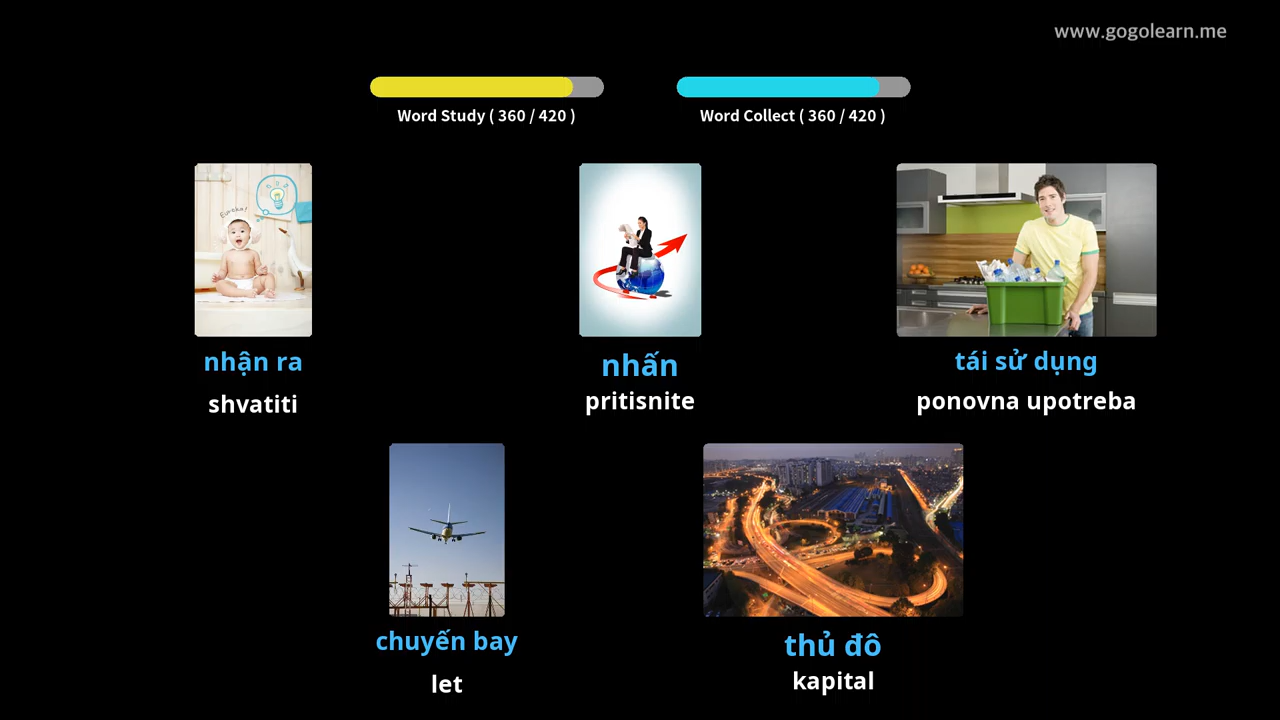 www.gogolearn.me
Word Study ( 360 / 420 )
Word Collect ( 360 / 420 )
Eureka!
nhận ra
nhấn
tái sử dụng
shvatiti
pritisnite
ponovna upotreba
chuyến bay
thủ đô
let
kapital